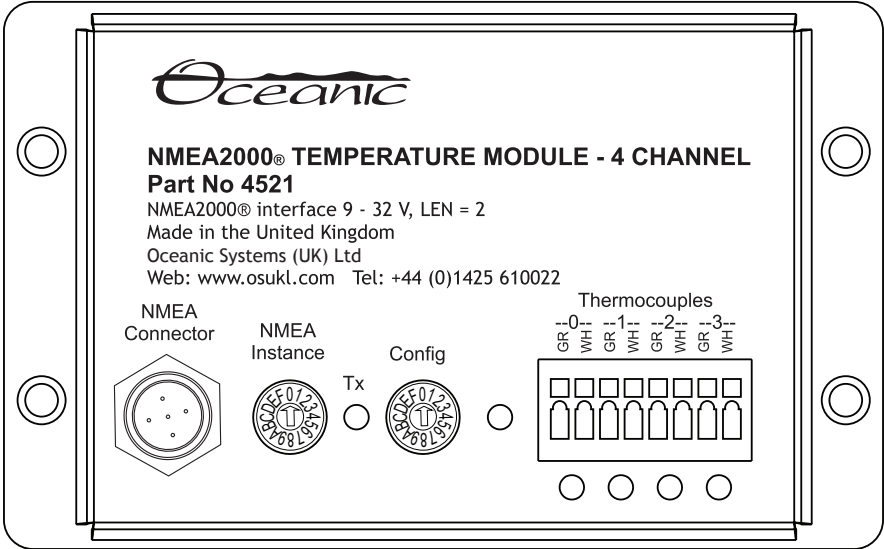 Oceanic
NMEA2000® TEMPERATURE MODULE - 4 CHANNEL
Part No 4521
NMEA2000® interface 9 - 32 V, LEN = 2
Made in the United Kingdom
Oceanic Systems (UK) Ltd
Web: www.osukl.com Tel: +44 (0)1425 610022
NMEA
Connector
NMEA
Instance
Tx
Config
Thermocouples
--0-- --1-- --2-- --3--
GR WH GR WH GR WH GR WH
0123456789ABCDEF
0123456789ABCDEF